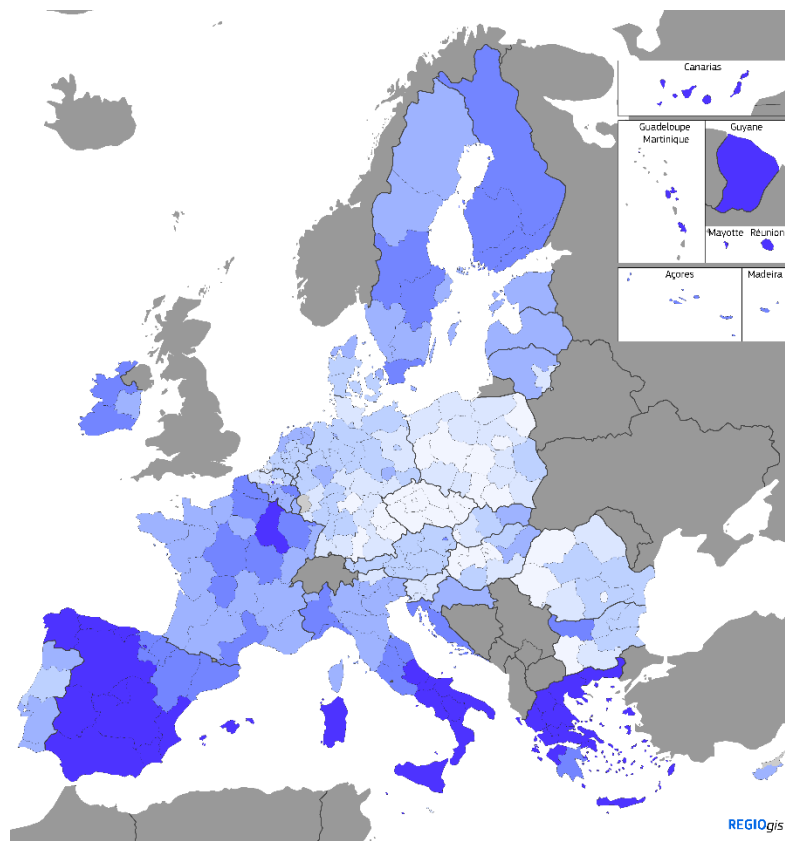 Canarias
Guadeloupe
Martinique
Guyane
Mayotte
Réunion
Açores
Madeira
REGIOgis